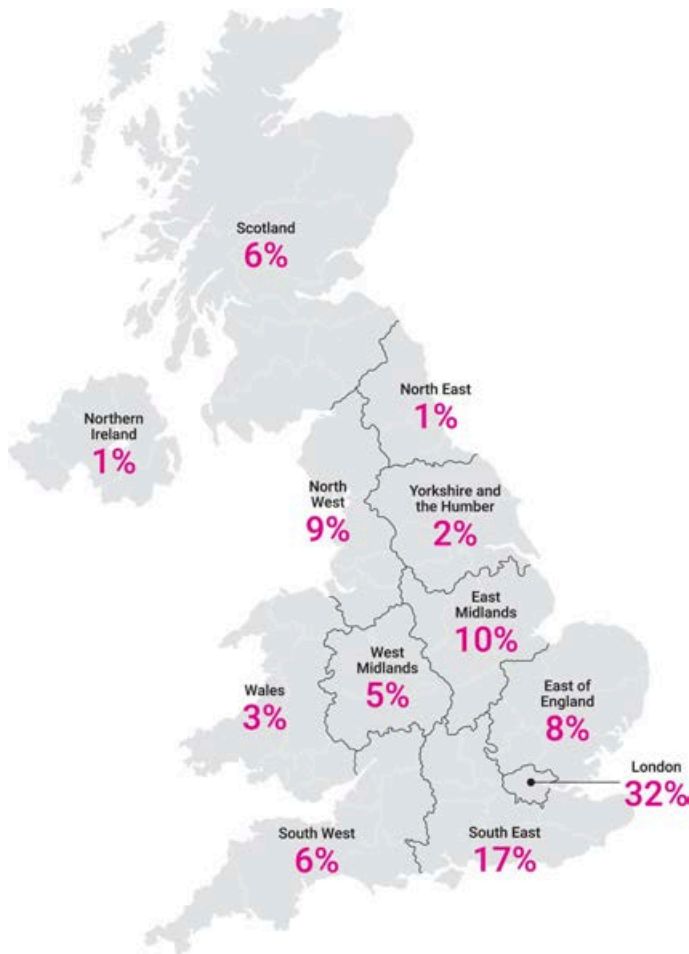 Scotland
6%
North East
1%
Northern
Ireland
1%
North
West
9%
Yorkshire and
the Humber
2%
East
Midlands
10%
West
Midlands
5%
Wales
3%
East of
England
8%
London
32%
South West
6%
South East
17%